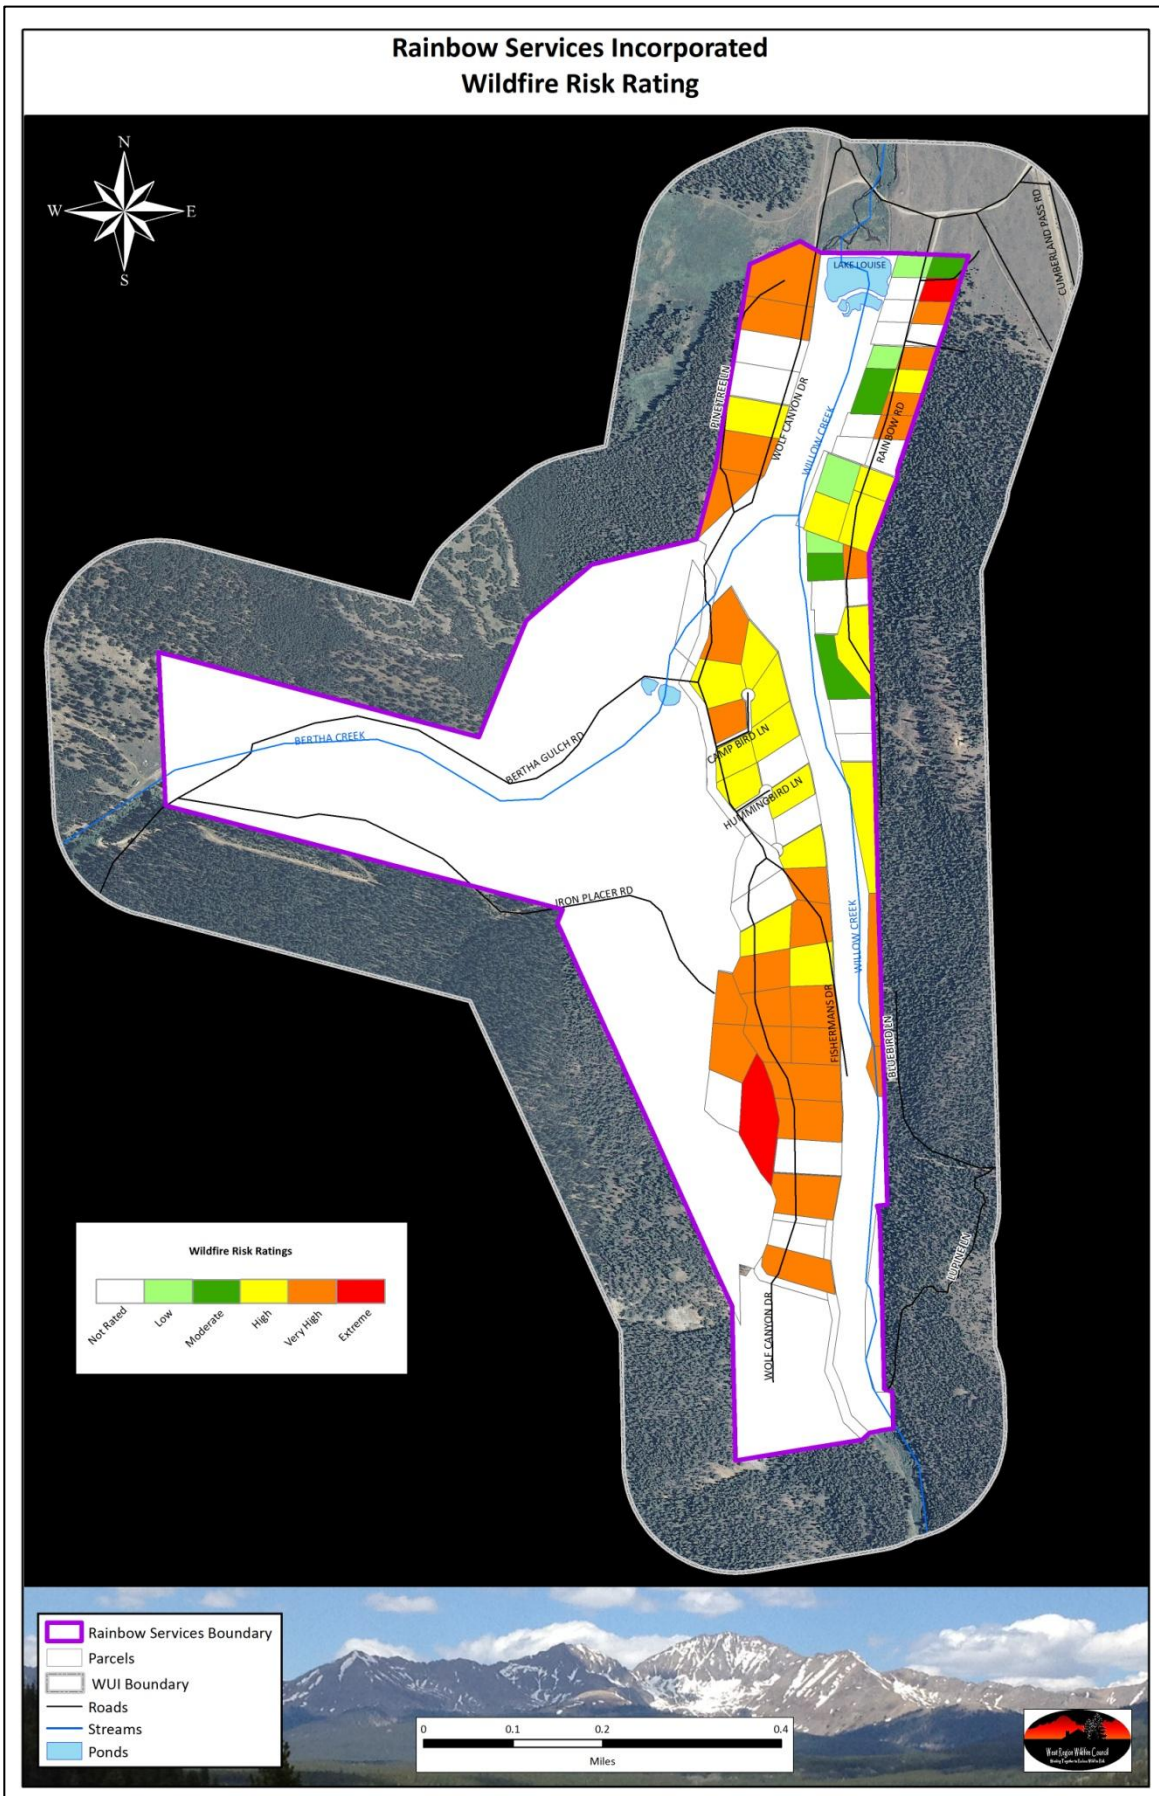 Rainbow Services Incorporated
Wildfire Risk Rating
N
W
E
S
CUMBERLAND PASS RD
LAKE LOUISE
PINETREE LN
WOLF CANYON DR
WILLOW CREEK
RAINBOW RD
BERTHA CREEK
BERTHA GULCH RD
CAMP BIRD LN
HUMMINGBIRD LN
IRON PLACER RD
WILLOW CREEK
FISHERMANS DR
BLUEBIRD LN
LUPINE LN
WOLF CANYON DR
Wildfire Risk Ratings
Not Rated
Low
Moderate
High
Very High
Extreme
Rainbow Services Boundary
Parcels
WUI Boundary
Roads
Streams
Ponds
0 0.1 0.2 0.4
Miles
West Region Wildfire Council